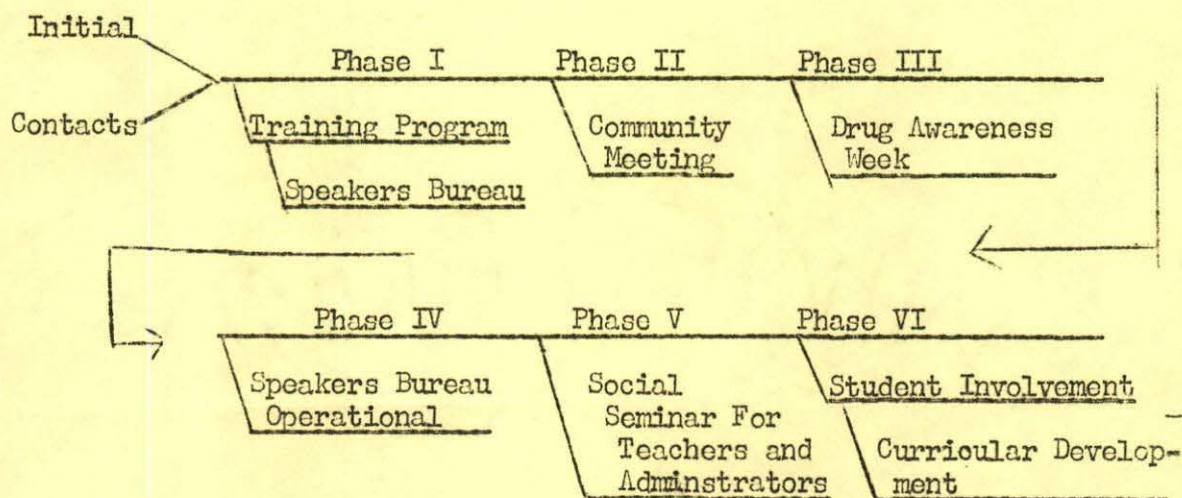 Initial
Contacts
Phase I Phase II Phase III
Training Program
Speakers Bureau
Community
Meeting
Drug Awareness
Week
Phase IV Phase V Phase VI
Speakers Bureau
Operational
Social
Seminar For
Teachers and
Adminstrators
Student Involvement
Curricular Develop-
ment